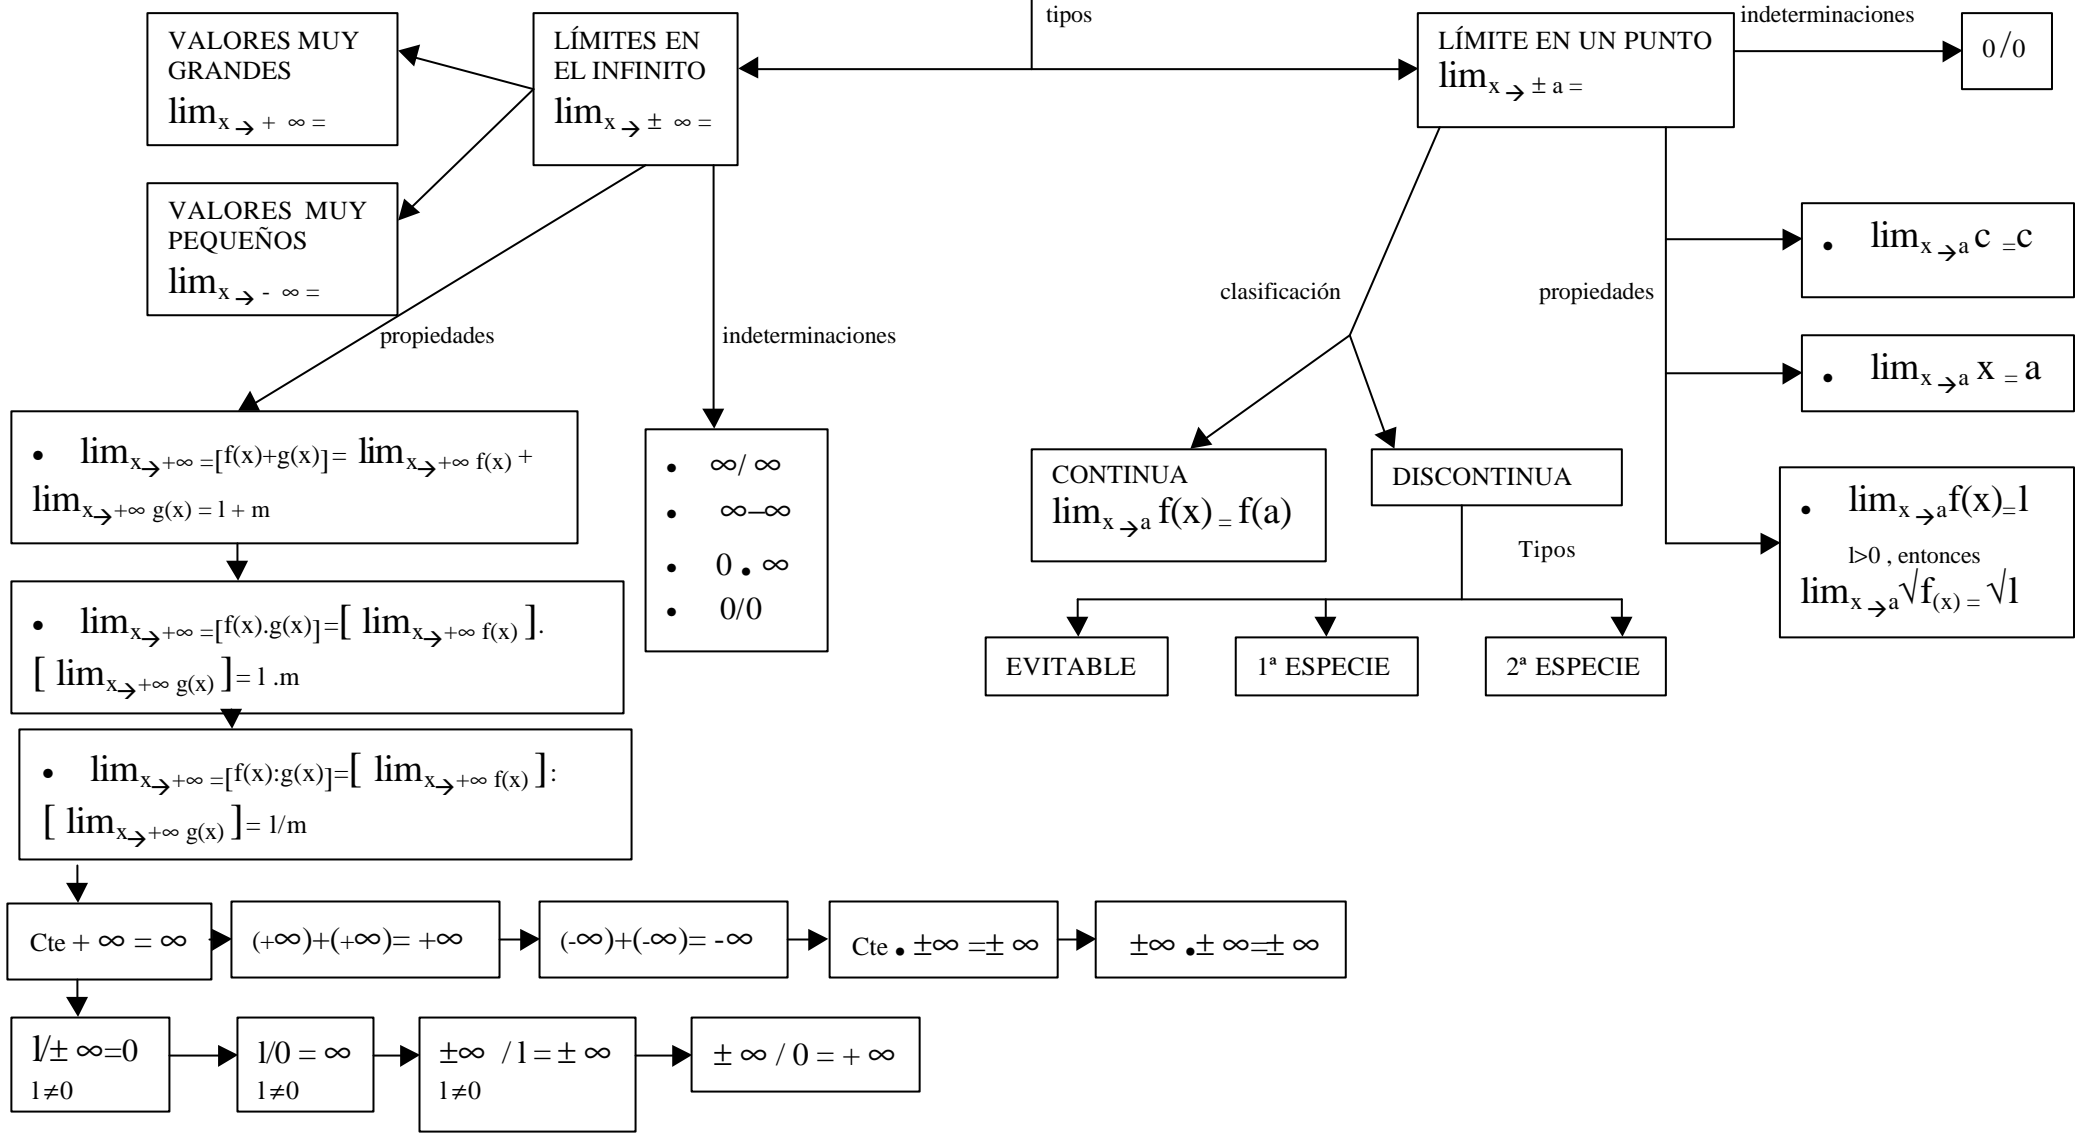 tipos
indeterminaciones
VALORES MUY
GRANDES
lim x → + ∞ =
LÍMITES EN
EL INFINITO
lim x → ± ∞ =
LÍMITE EN UN PUNTO
lim x → ± a =
0/0
VALORES MUY
PEQUEÑOS
lim x → - ∞ =
propiedades
indeterminaciones
clasificación
propiedades
• lim x → a c = c
• lim x → a x = a
• lim x → a f(x) = l
l>0 , entonces
lim x → a √f(x) = √l
• lim x→+∞ =[f(x)+g(x)]= lim x→+∞ f(x) +
lim x→+∞ g(x) = l + m
• ∞/ ∞
• ∞–∞
• 0 • ∞
• 0/0
CONTINUA
lim x → a f(x) = f(a)
DISCONTINUA
Tipos
EVITABLE
1ª ESPECIE
2ª ESPECIE
• lim x→+∞ =[f(x).g(x)]=[ lim x→+∞ f(x) ].
[ lim x→+∞ g(x) ]= l .m
• lim x→+∞ =[f(x):g(x)]=[ lim x→+∞ f(x) ]:
[ lim x→+∞ g(x) ]= l/m
Cte + ∞ = ∞
(+∞)+(+∞)= +∞
(-∞)+(-∞)= -∞
Cte • ±∞ =± ∞
±∞ •± ∞=± ∞
l/± ∞=0
l≠0
l/0 = ∞
l≠0
±∞ / l = ± ∞
l≠0
± ∞ / 0 = + ∞